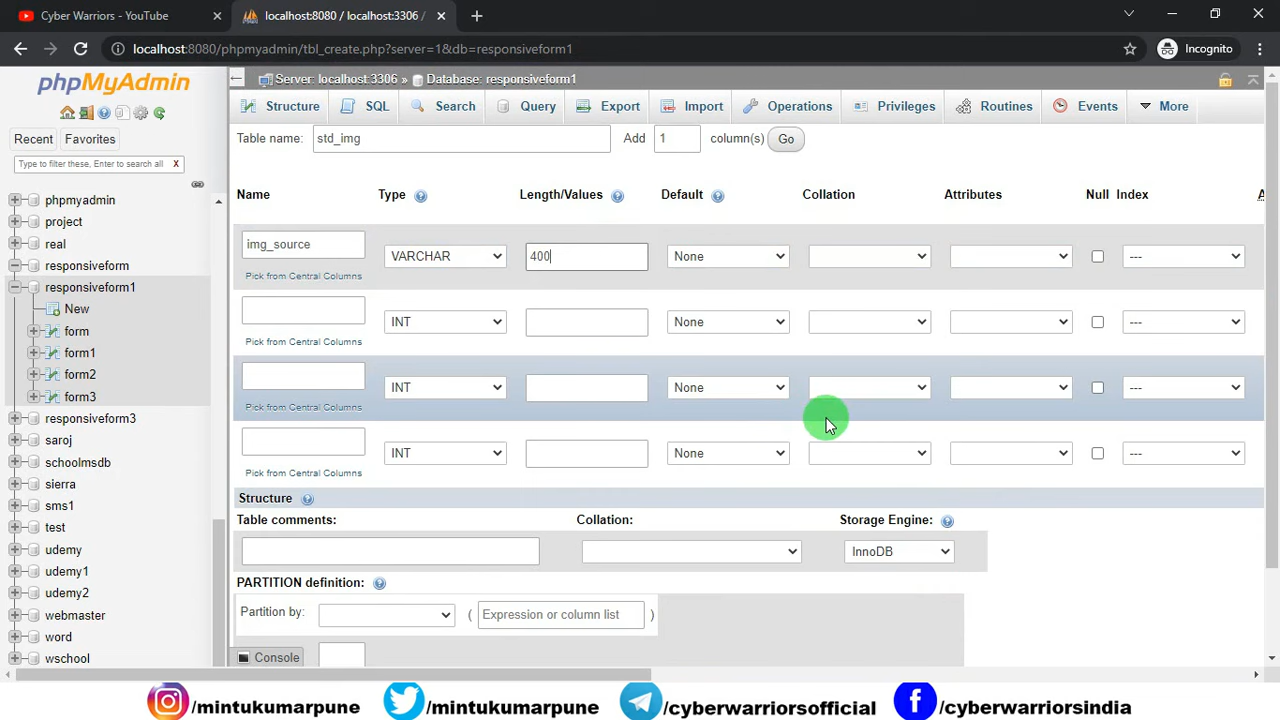 Cyber Warriors - YouTube
localhost:8080 / localhost:3306 /
localhost:8080/phpmyadmin/tbl_create.php?server=1&db=responsiveform1
Incognito
phpMyAdmin
Recent
Favorites
Type to filter these, Enter to search all
X
phpmyadmin
project
real
responsiveform
responsiveform1
New
form
form1
form2
form3
responsiveform3
saroj
schoolmsdb
sierra
sms1
test
udemy
udemy1
udemy2
webmaster
word
wschool
Server: localhost:3306 » Database: responsiveform1
Structure
SQL
Search
Query
Export
Import
Operations
Privileges
Routines
Events
More
Table name: std_img Add 1 column(s) Go
Name Type Length/Values Default Collation Attributes Null Index A
img_source VARCHAR 400 None ---
Pick from Central Columns
INT None ---
Pick from Central Columns
INT None ---
Pick from Central Columns
INT None ---
Pick from Central Columns
Structure
Table comments: Collation: Storage Engine:
InnoDB
PARTITION definition:
Partition by: ( Expression or column list )
Console
/mintukumarpune /mintukumarpune /cyberwarriorsofficial /cyberwarriorsindia